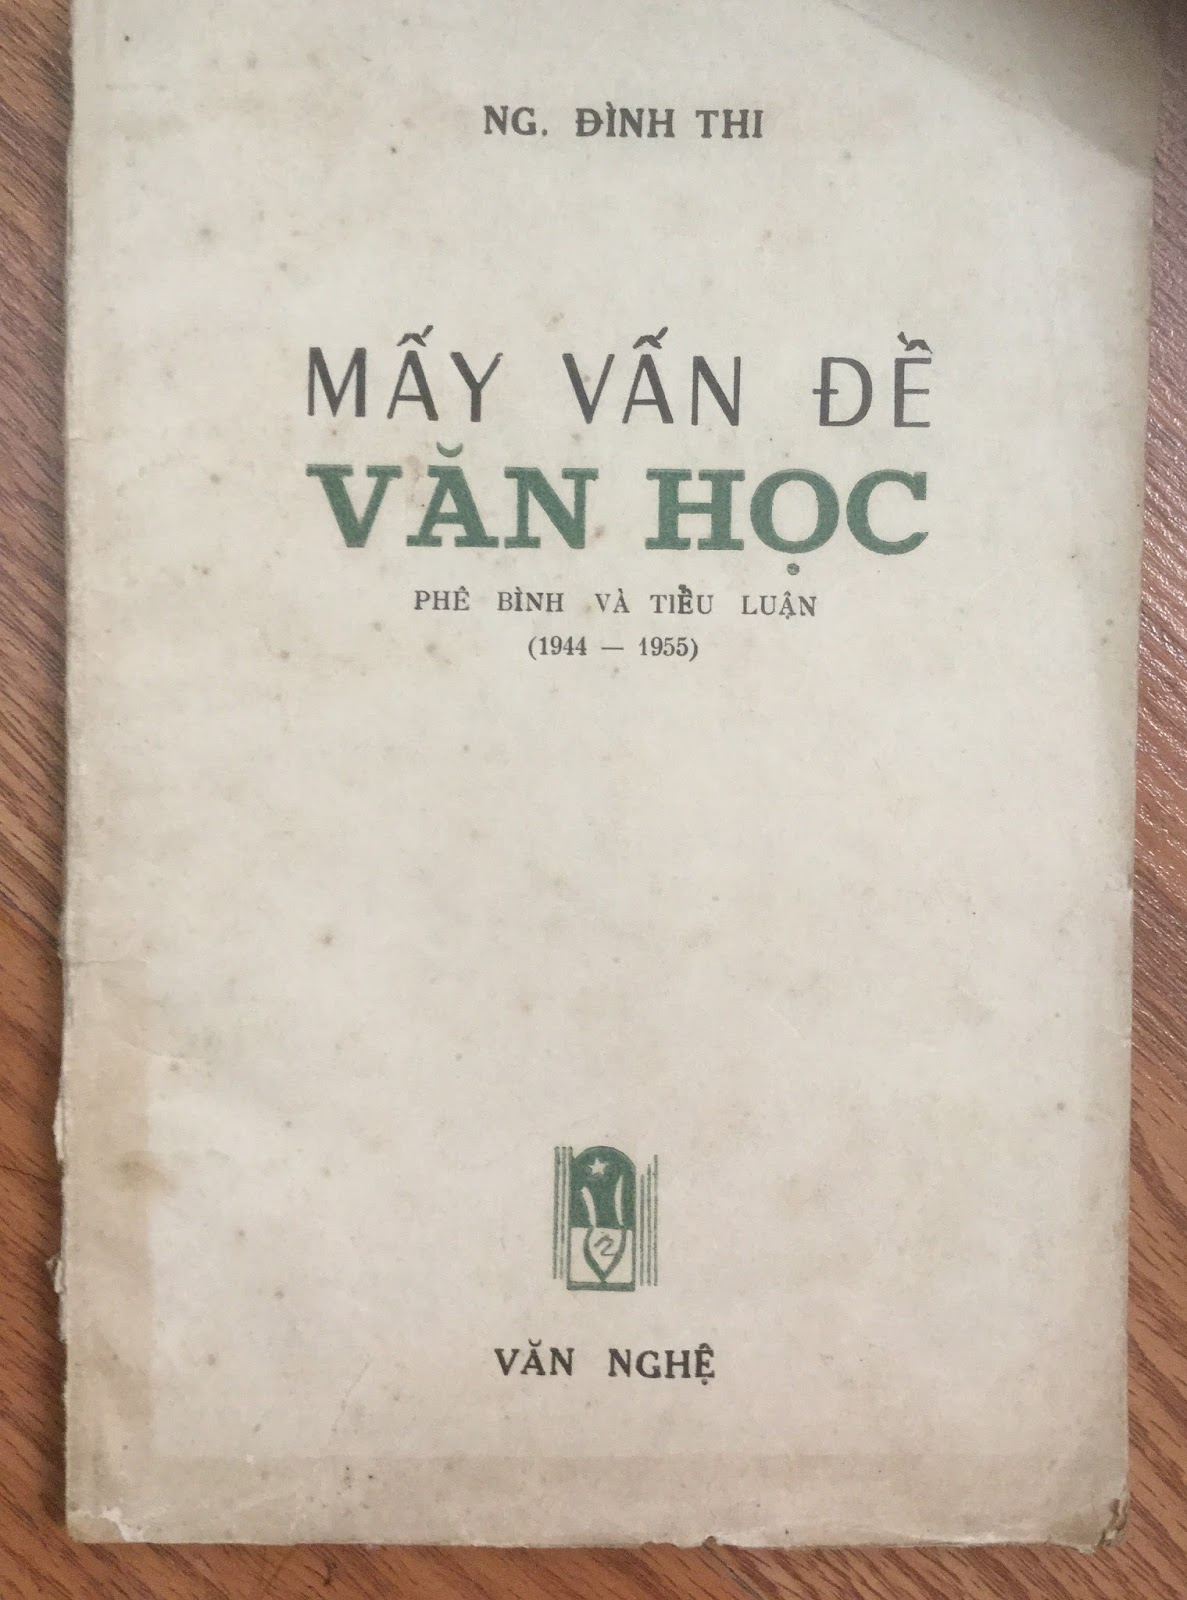 NG. ĐÌNH THI
MẤY VẤN ĐỀ
VĂN HỌC
PHÊ BÌNH VÀ TIỂU LUẬN
(1944 — 1955)
VĂN NGHỆ